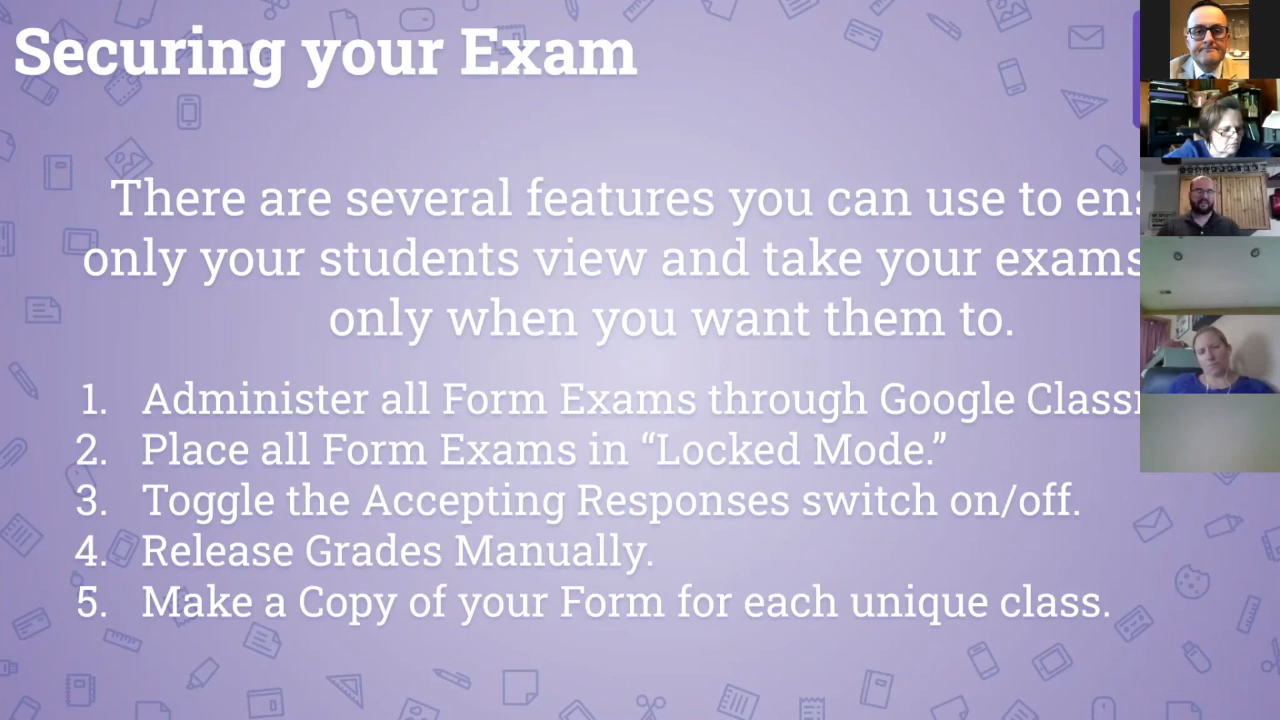 Securing your Exam
There are several features you can use to
only your students view and take your exams
only when you want them to.
1. Administer all Form Exams through Google
2. Place all Form Exams in “Locked Mode.”
3. Toggle the Accepting Responses switch on/off.
4. Release Grades Manually.
5. Make a Copy of your Form for each unique class.